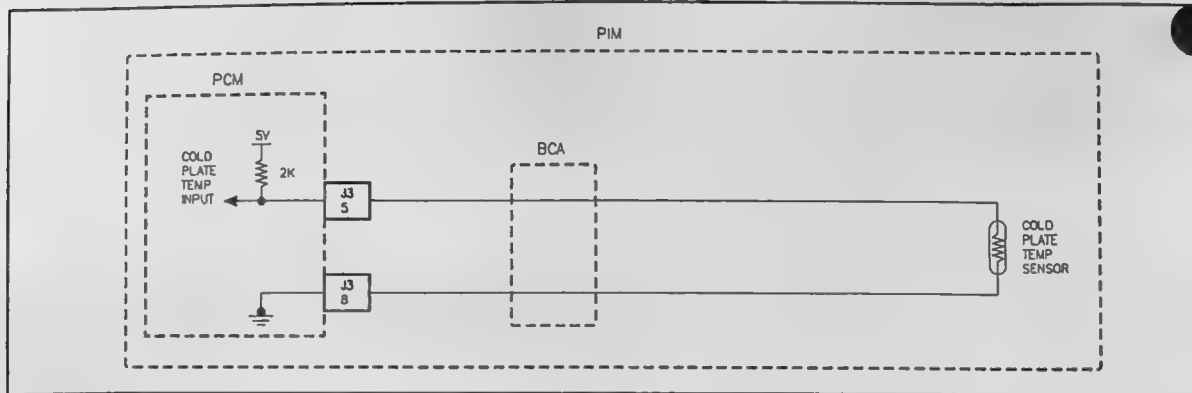 PIM
PCM
5V
2K
COLD
PLATE
TEMP
INPUT
J3
5
J3
8
BCA
COLD
PLATE
TEMP
SENSOR